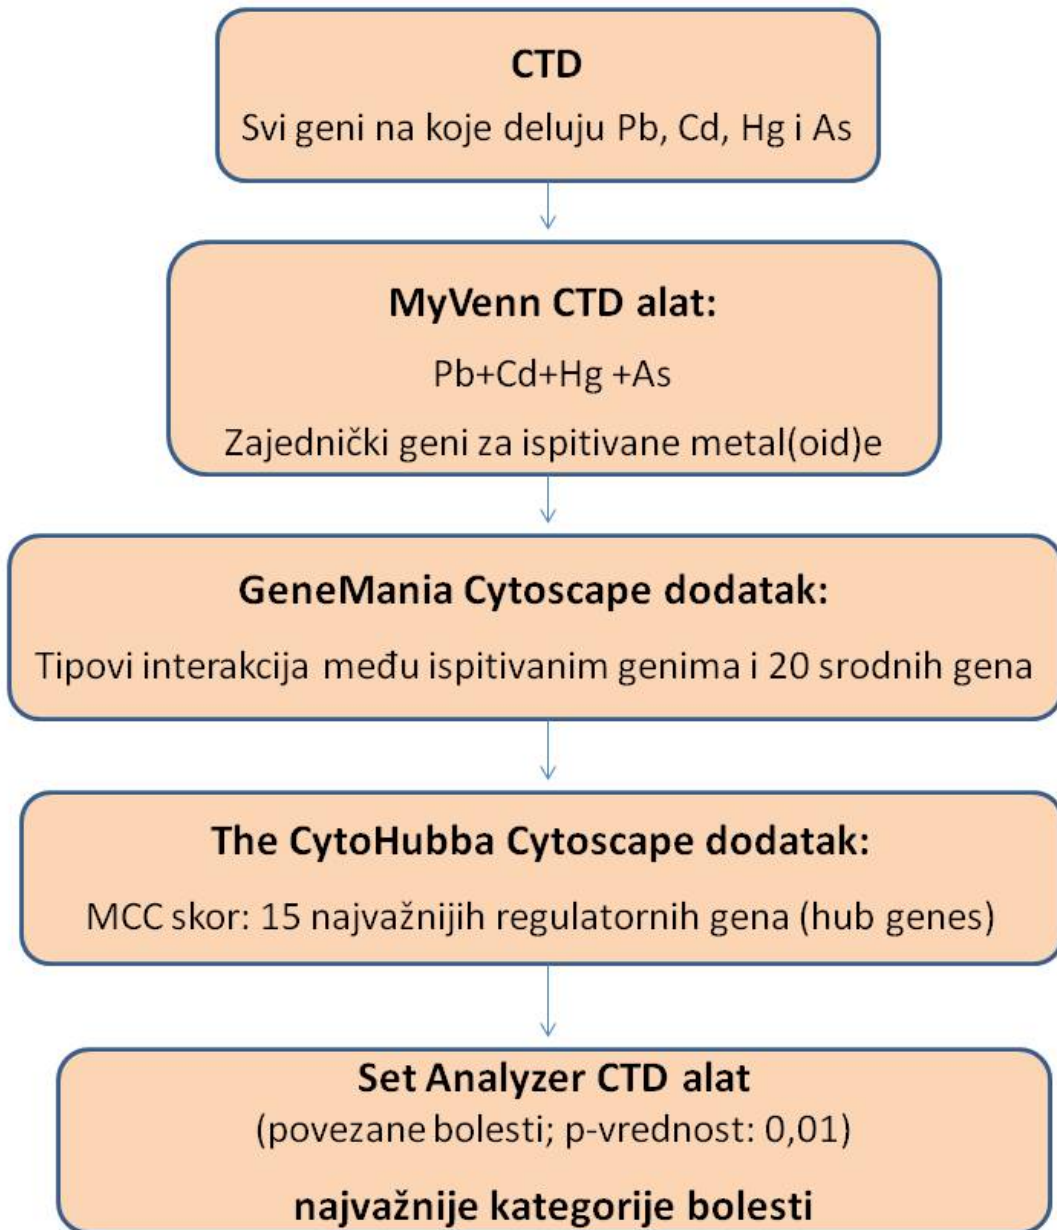 CTD
Svi geni na koje deluju Pb, Cd, Hg i As
MyVenn CTD alat:
Pb+Cd+Hg +As
Zajednički geni za ispitivane metal(oid)e
GeneMania Cytoscape dodatak:
Tipovi interakcija među ispitivanim genima i 20 srodnih gena
The CytoHubba Cytoscape dodatak:
MCC skor: 15 najvažnijih regulatornih gena (hub genes)
Set Analyzer CTD alat
(povezane bolesti; p-vrednost: 0,01)
najvažnije kategorije bolesti